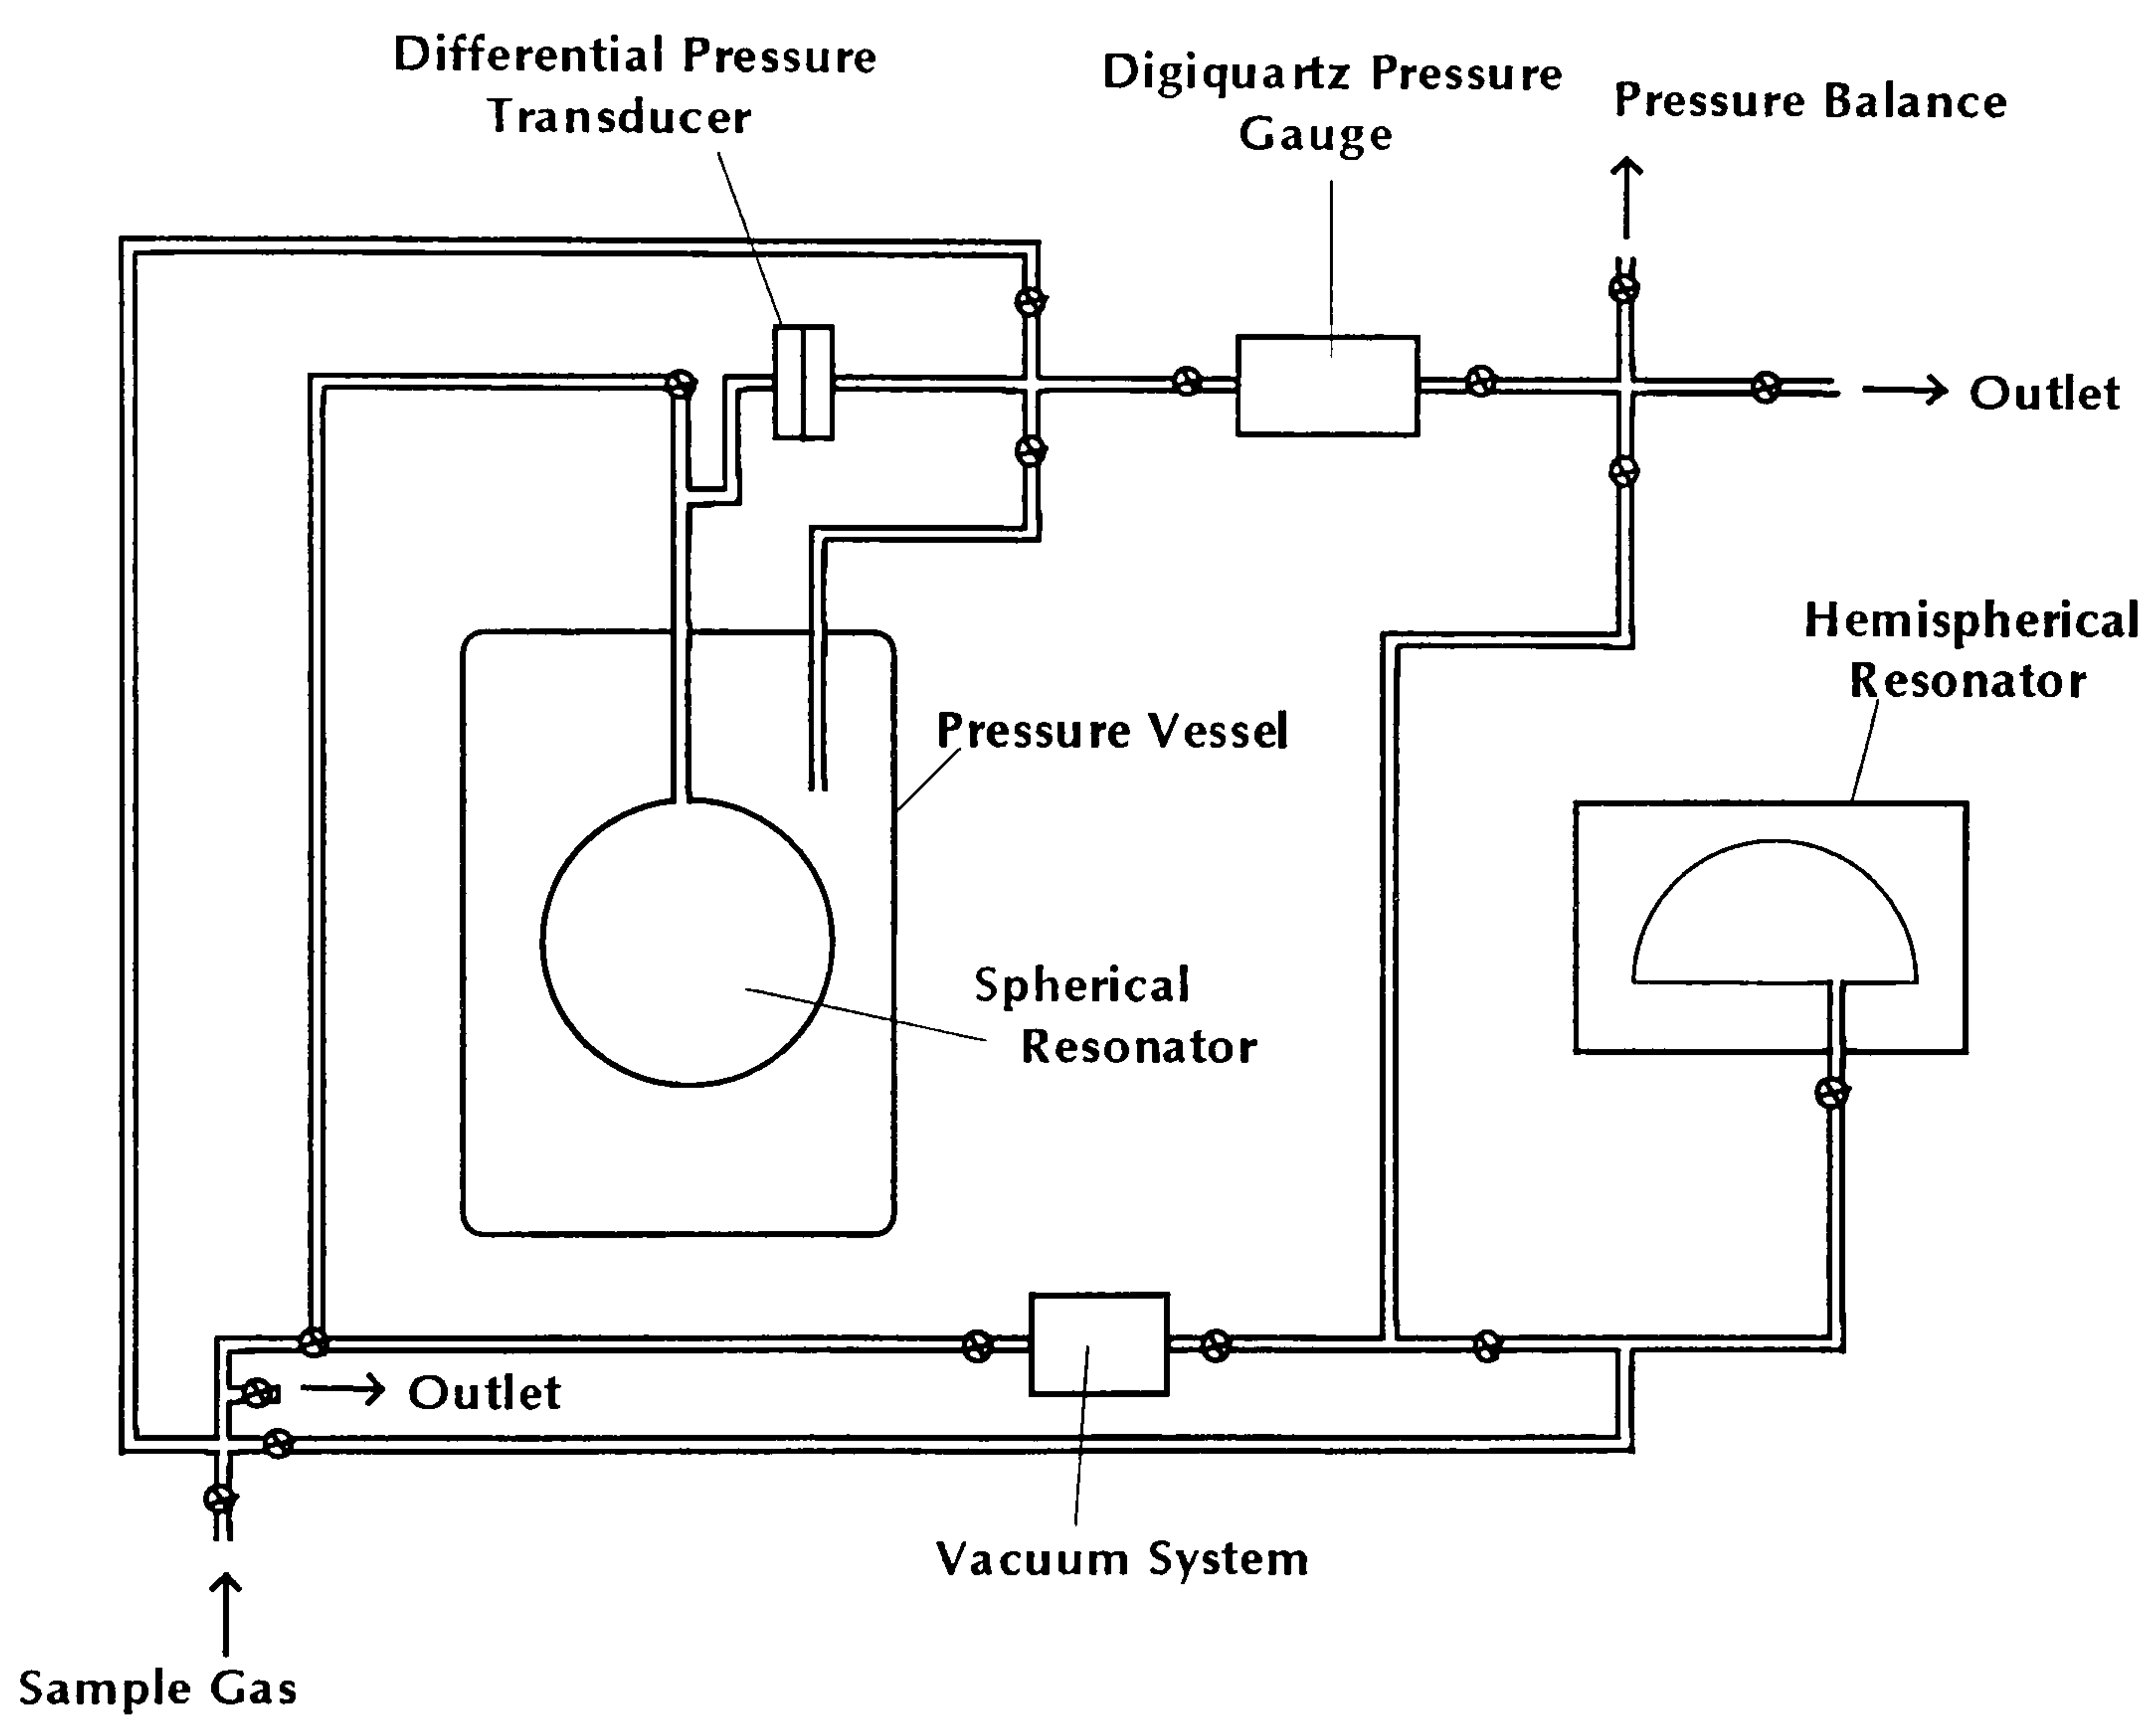 Differential Pressure
Transducer
Digiquartz Pressure
Gauge
Pressure Balance
Outlet
Hemispherical
Resonator
Pressure Vessel
Spherical
Resonator
Outlet
Vacuum System
Sample Gas